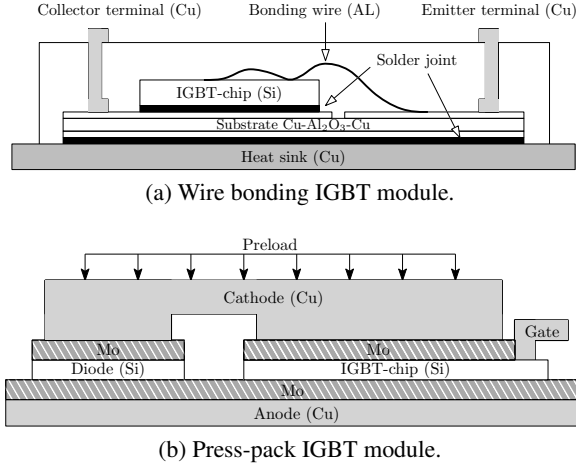 Collector terminal (Cu)
Bonding wire (AL)
Emitter terminal (Cu)
Solder joint
IGBT-chip (Si)
Substrate Cu-Al₂O₃-Cu
Heat sink (Cu)
(a) Wire bonding IGBT module.
Preload
Cathode (Cu)
Gate
Mo
Mo
Diode (Si)
IGBT-chip (Si)
Mo
Anode (Cu)
(b) Press-pack IGBT module.